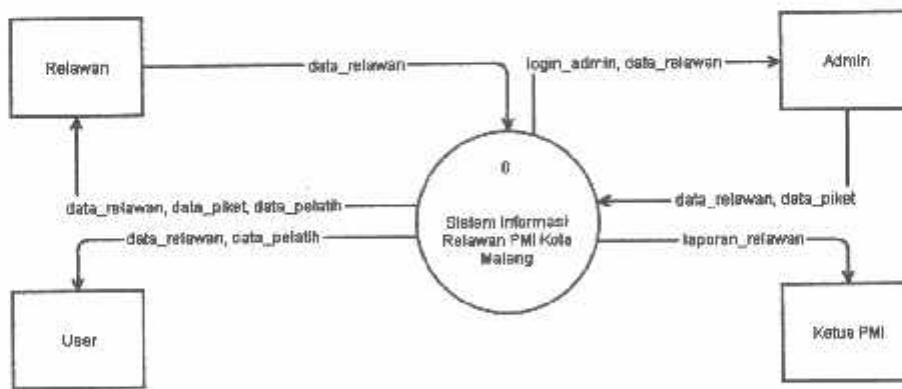 Relawan
data_relawan
login_admin, data_relawan
Admin
0
Sistem Informasi
Relawan PMI Kota
Malang
data_relawan, data_piket, data_pelatih
data_relawan, data_piket
data_relawan, data_pelatih
laporan_relawan
User
Ketua PMI